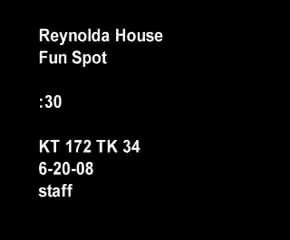 Reynolda House
Fun Spot
:30
KT 172 TK 34
6-20-08
staff